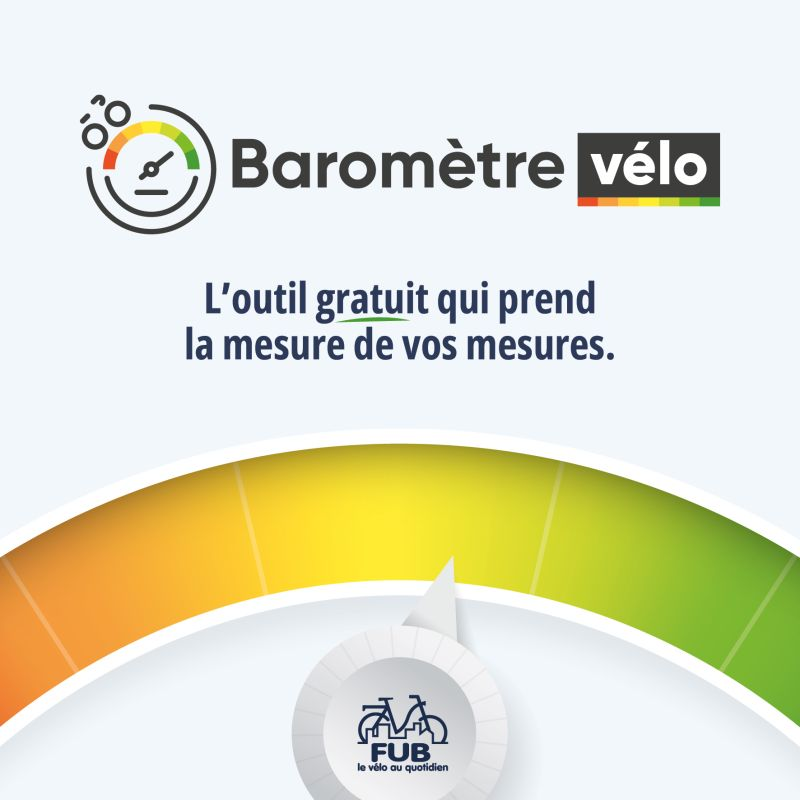 Baromètre vélo
L'outil gratuit qui prend
la mesure de vos mesures.
FUB
le vélo au quotidien